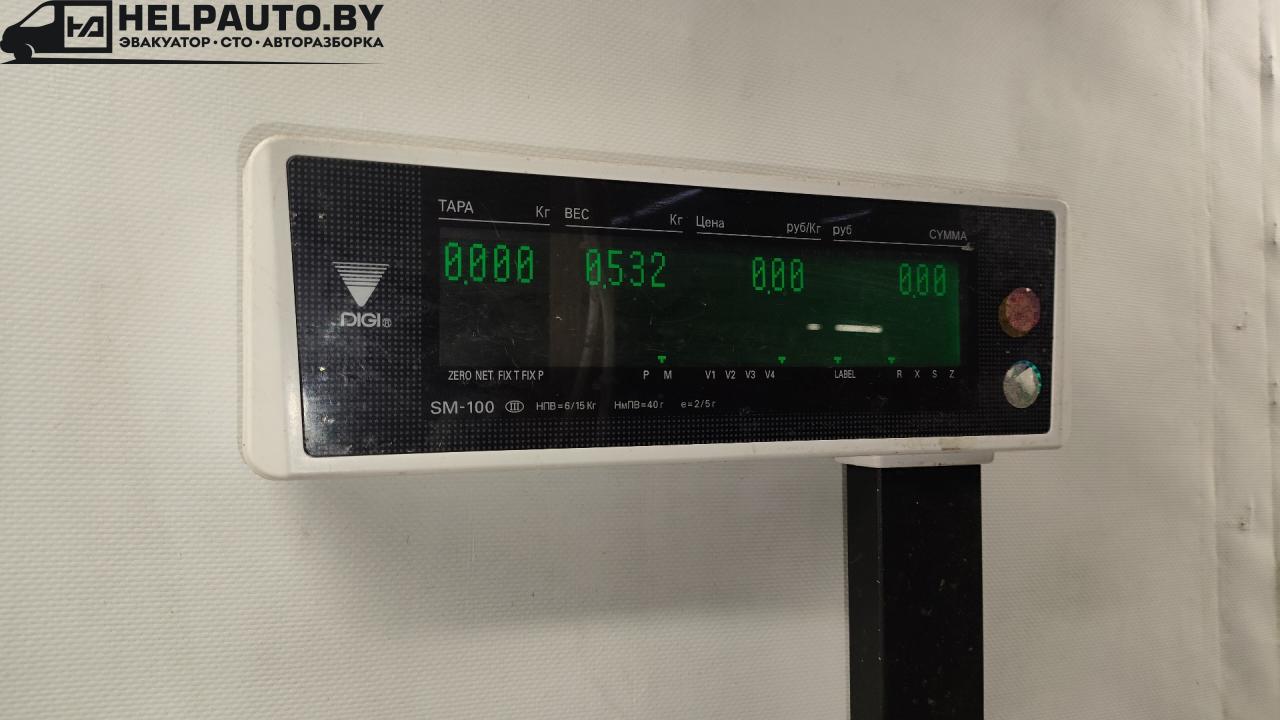 HELPAUTO.BY
ЭВАКУАТОР · СТО · АВТОРАЗБОРКА
ТАРА Кг ВЕС Кг Цена руб/Кг руб СУММА
0,000 0,532 0,00 0,00
DIGI®
ZERO NET. FIX T FIX P P M V1 V2 V3 V4 LABEL R X S Z
SM-100 III НПВ=6/15 Кг НмПВ=40 г e=2/5 г